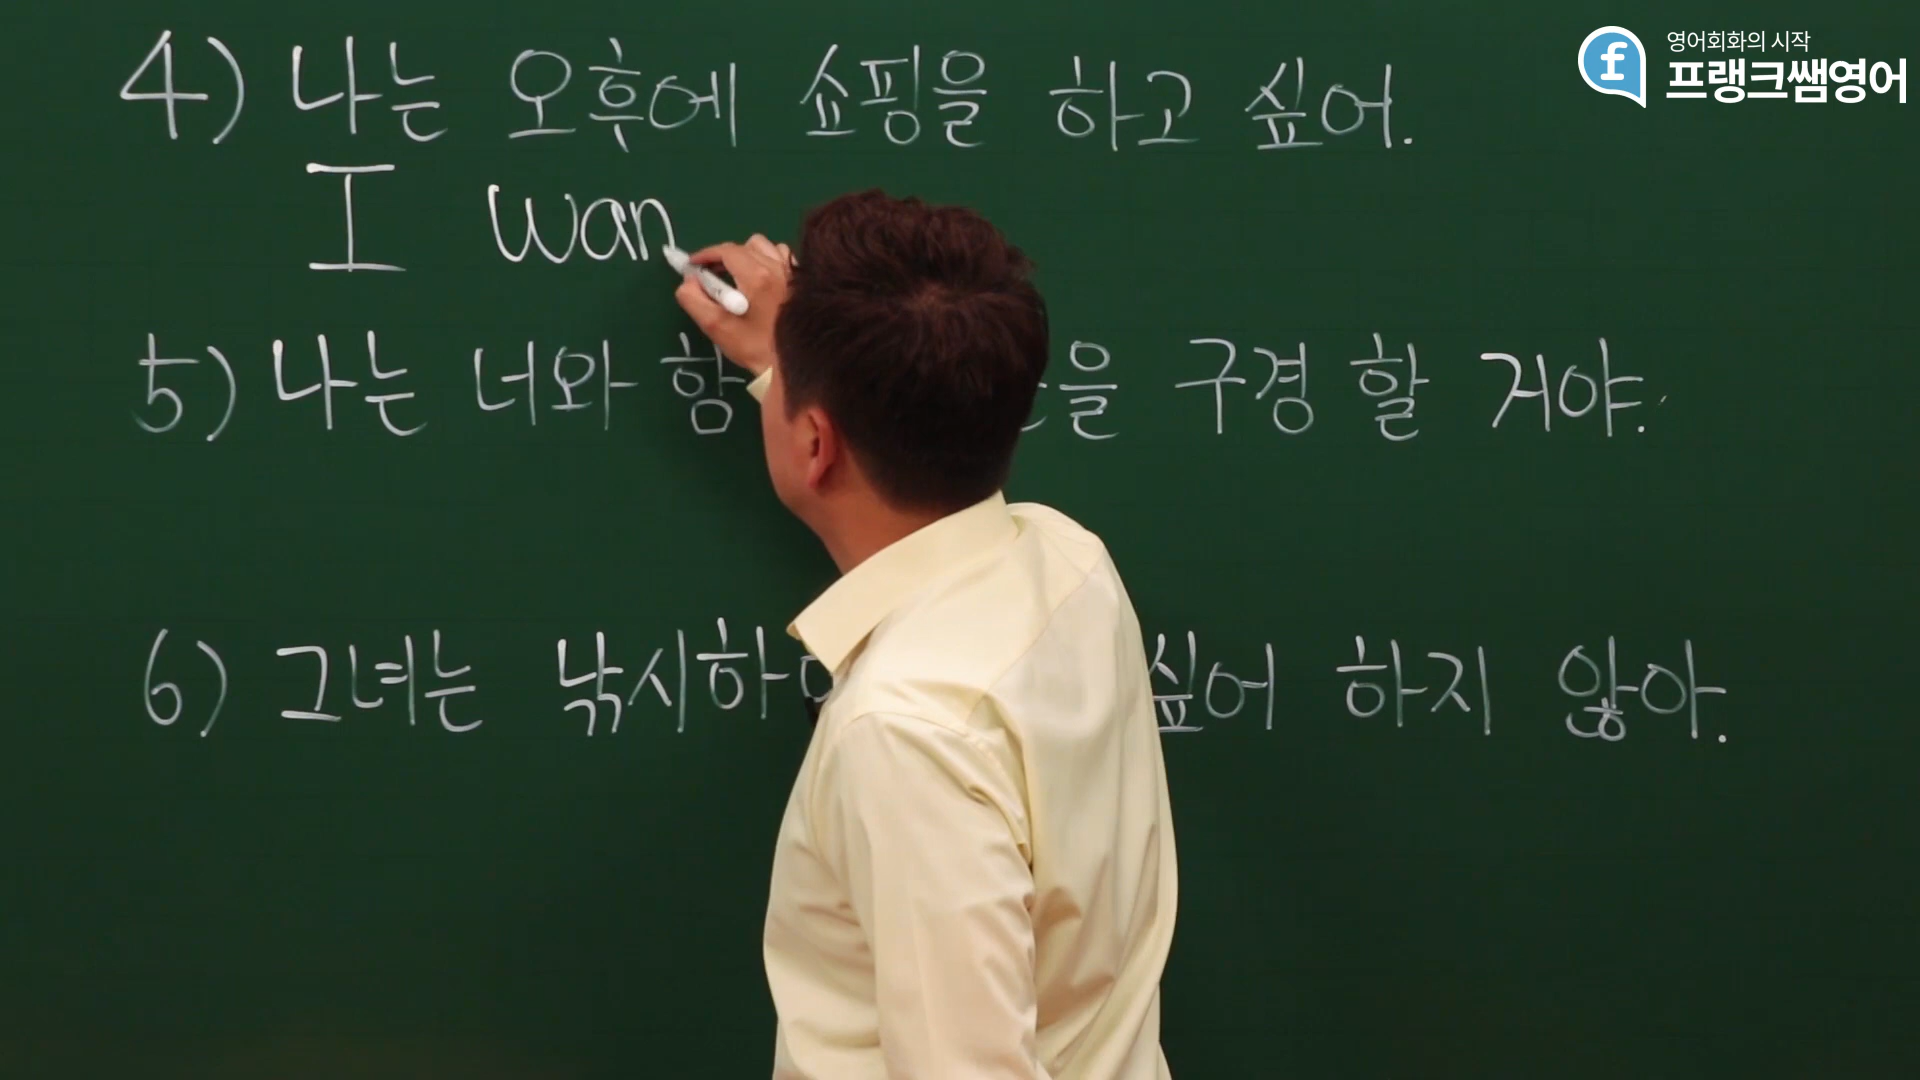 영어회화의 시작
프랭크쌤영어
4) 나는 오후에 쇼핑을 하고 싶어.
I wan
5) 나는 너와 함 을 구경 할 거야.
6) 그녀는 낚시하 싶어 하지 않아.